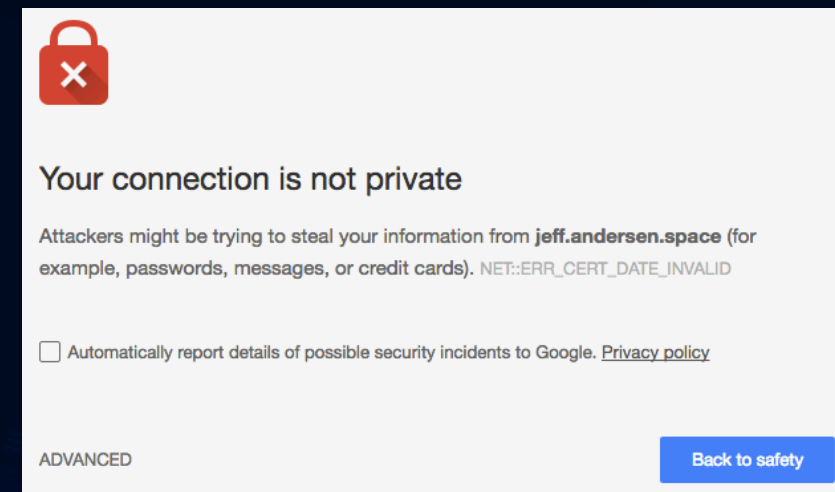 Your connection is not private
Attackers might be trying to steal your information from jeff.andersen.space (for
example, passwords, messages, or credit cards). NET::ERR_CERT_DATE_INVALID
Automatically report details of possible security incidents to Google. Privacy policy
ADVANCED
Back to safety